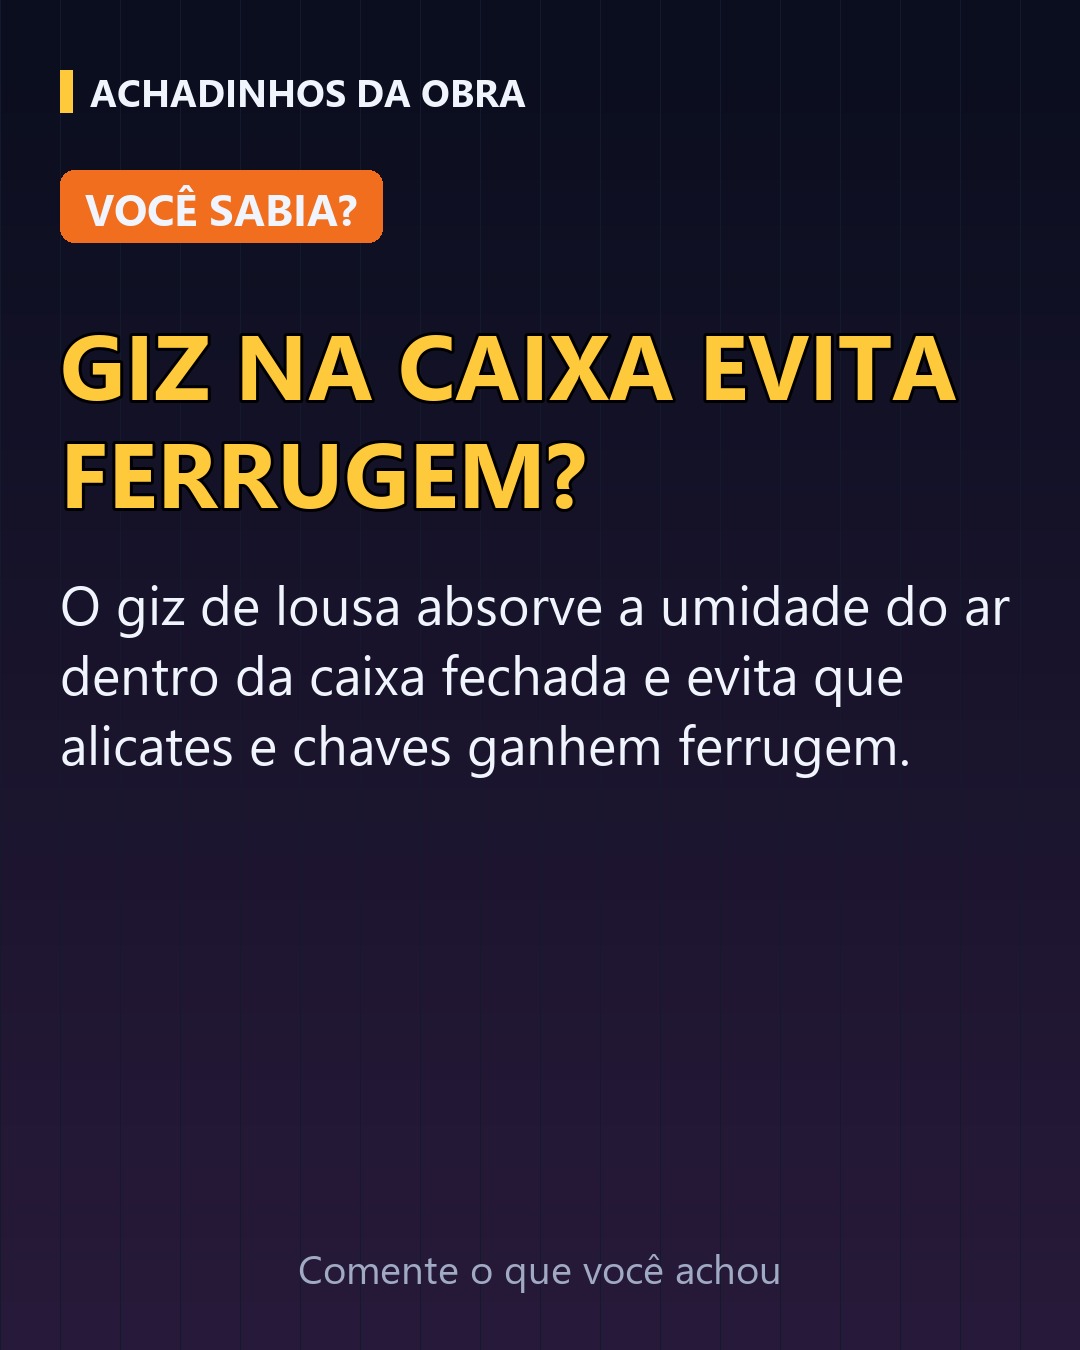 ACHADINHOS DA OBRA
VOCÊ SABIA?
GIZ NA CAIXA EVITA
FERRUGEM?
O giz de lousa absorve a umidade do ar
dentro da caixa fechada e evita que
alicates e chaves ganhem ferrugem.
Comente o que você achou